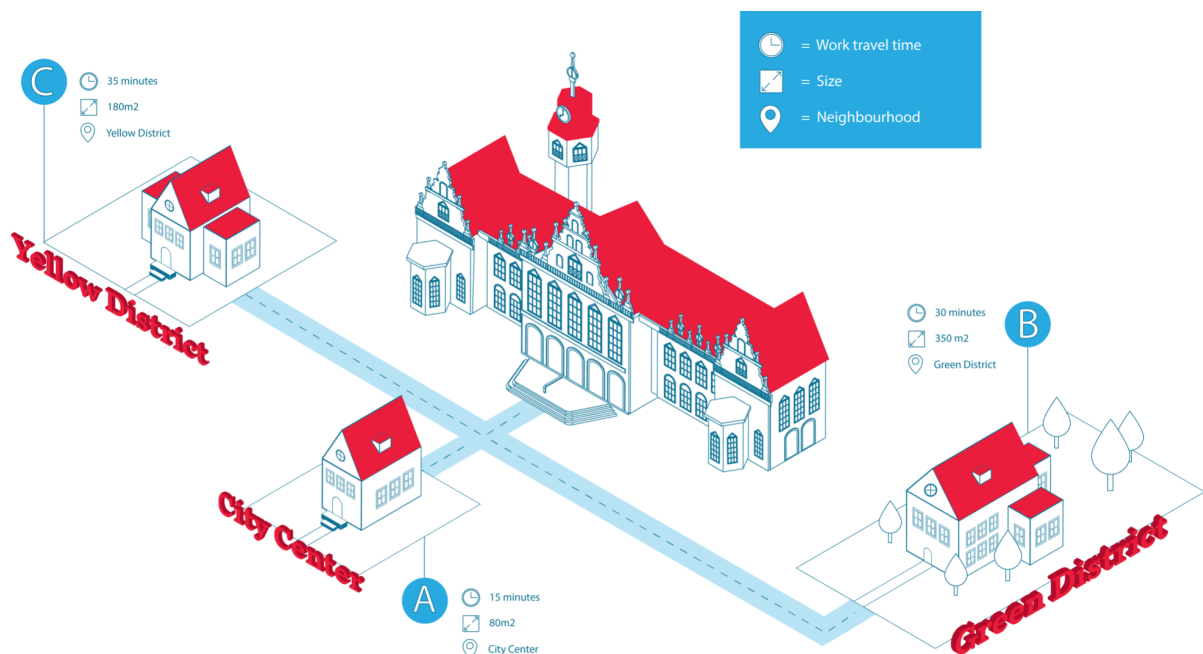 = Work travel time
= Size
= Neighbourhood
C
35 minutes
180m2
Yellow District
Yellow District
B
30 minutes
350 m2
Green District
Green District
City Center
A
15 minutes
80m2
City Center